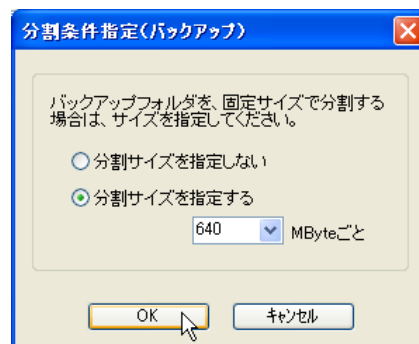 分割条件指定(バックアップ)
バックアップフォルダを、固定サイズで分割する
場合は、サイズを指定してください。
分割サイズを指定しない
分割サイズを指定する
640 MByteごと
OK キャンセル